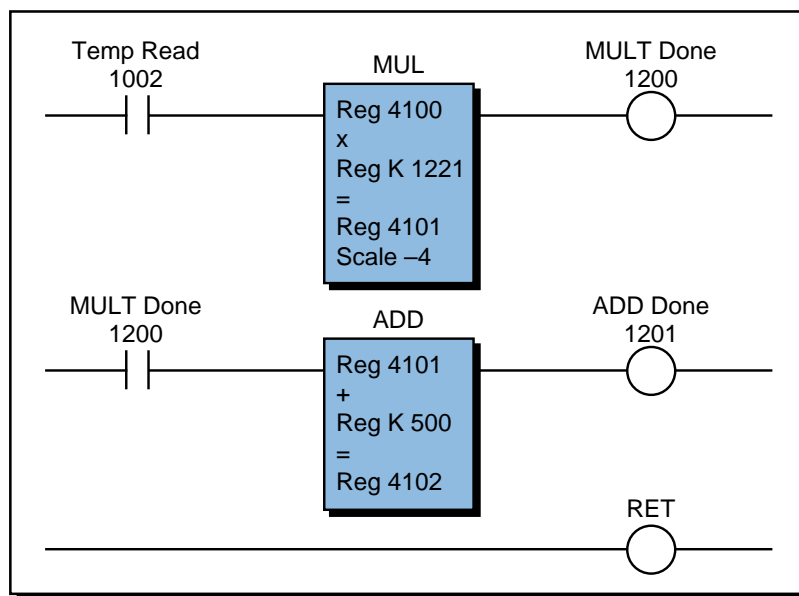 Temp Read
1002
MUL
MULT Done
1200
Reg 4100
x
Reg K 1221
=
Reg 4101
Scale –4
MULT Done
1200
ADD
ADD Done
1201
Reg 4101
+
Reg K 500
=
Reg 4102
RET